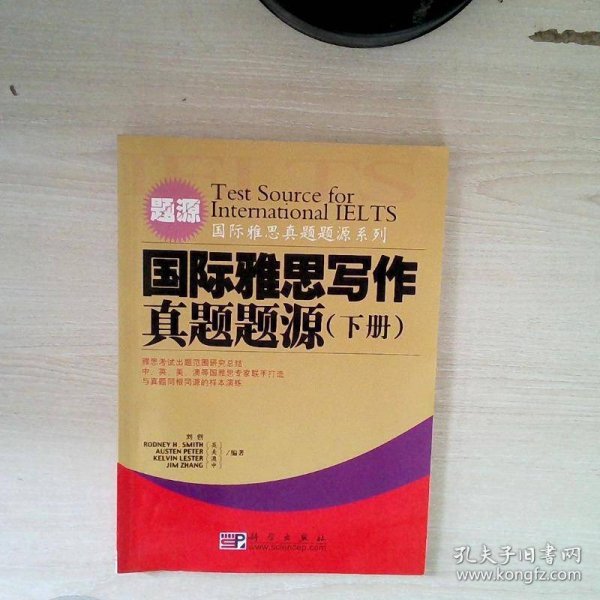 题源
Test Source for
International IELTS
国际雅思真题题源系列
国际雅思写作
真题题源(下册)
雅思考试出题范围研究总结
中、英、美、澳等国雅思专家联手打造
与真题同根同源的样本演练
刘创
RODNEY H. SMITH (英)
AUSTEN PETER (美)
KELVIN LESTER (澳)
JIM ZHANG (中)
/编著
科学出版社
www.sciencep.com
孔夫子旧书网
www.kongfz.com